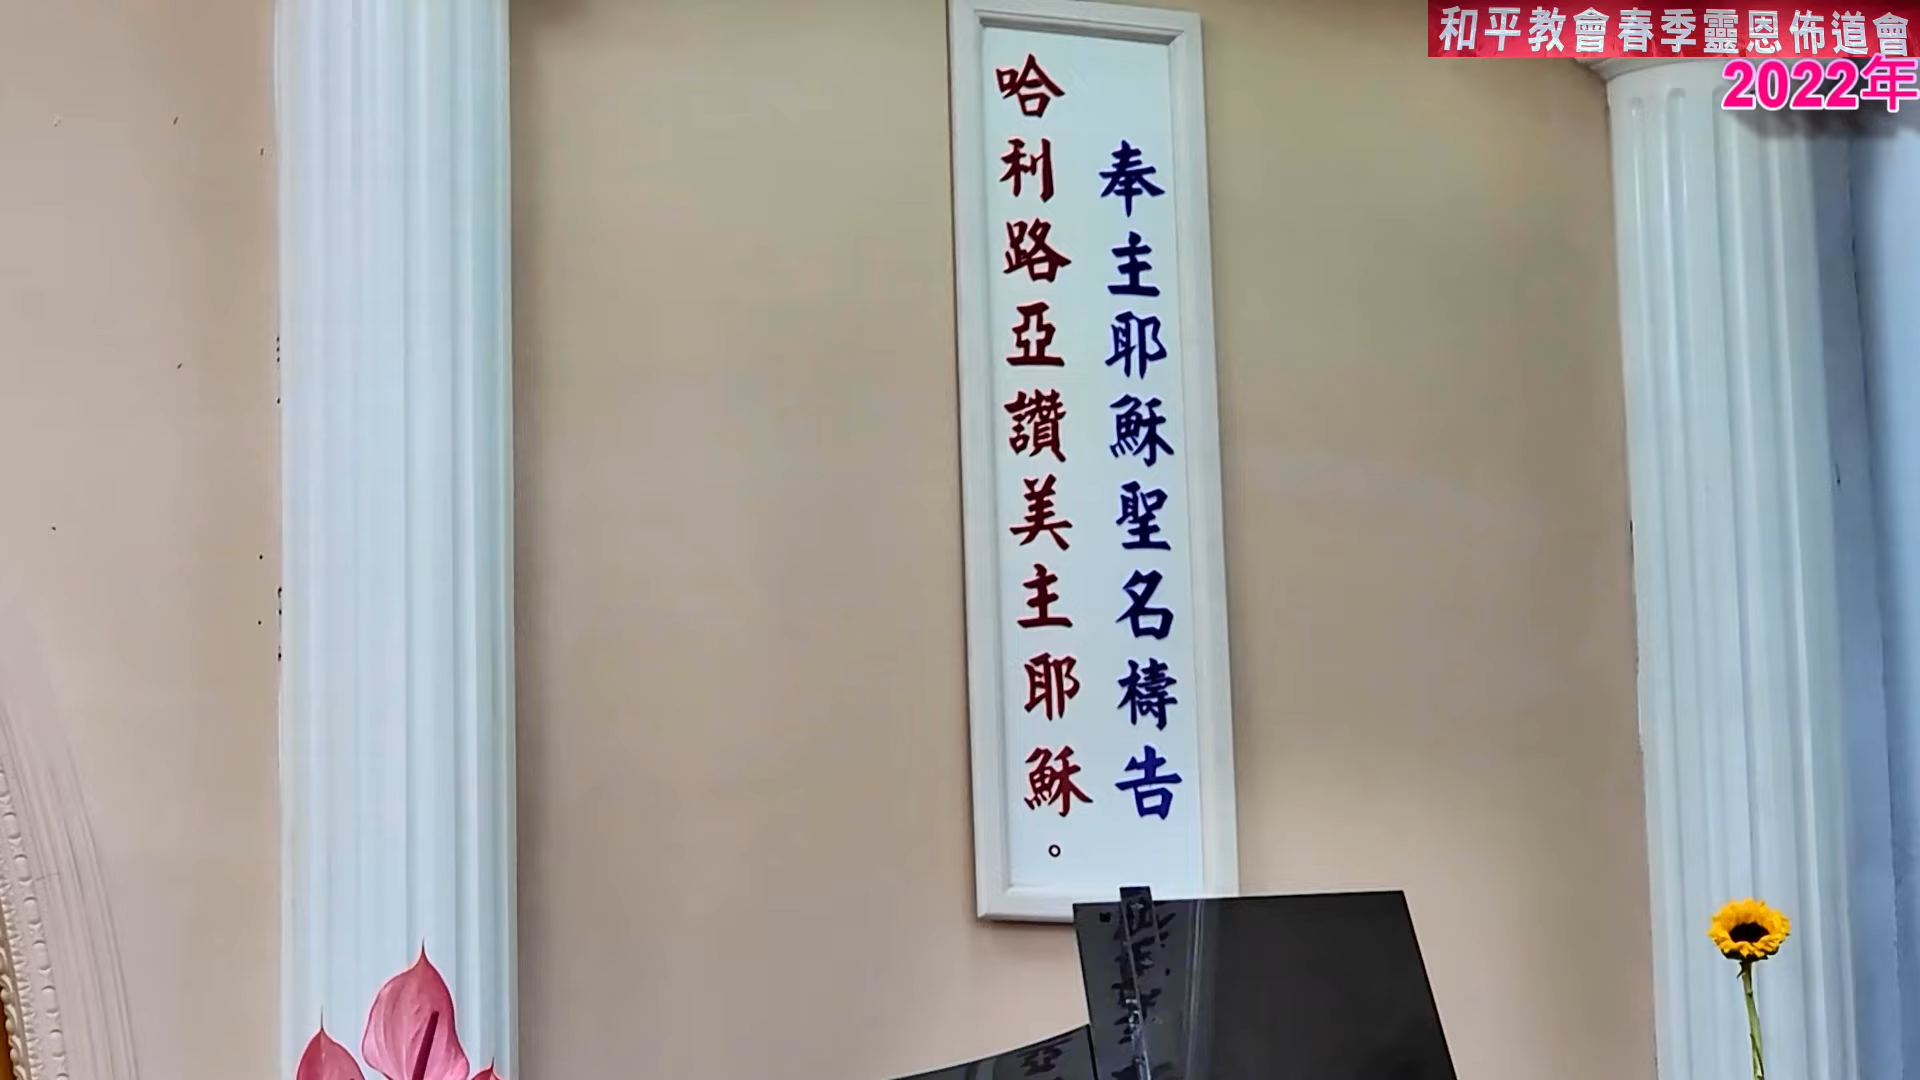 和平教會春季靈恩佈道會
2022年
奉主耶穌聖名禱告
哈利路亞讚美主耶穌。